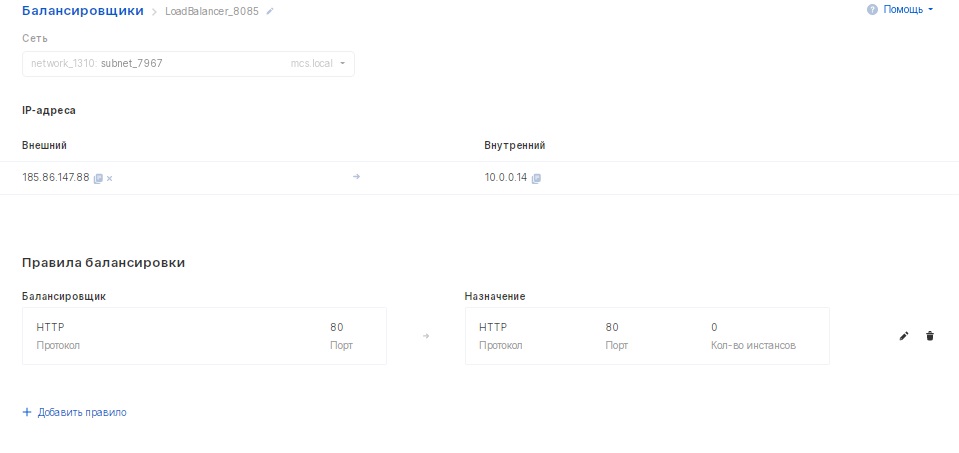 Балансировщики > LoadBalancer_8085
? Помощь
Сеть
network_1310: subnet_7967 mcs.local
IP-адреса
Внешний Внутренний
185.86.147.88 → 10.0.0.14
Правила балансировки
Балансировщик Назначение
HTTP 80 → HTTP 80 0
Протокол Порт Протокол Порт Кол-во инстансов
+ Добавить правило